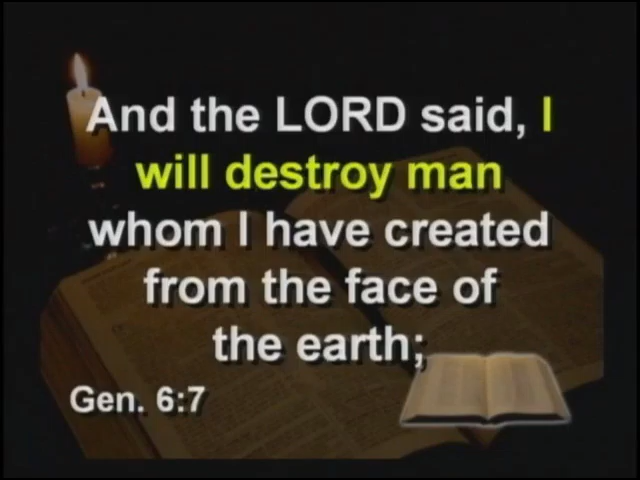 And the LORD said, I
will destroy man
whom I have created
from the face of
the earth;
Gen. 6:7